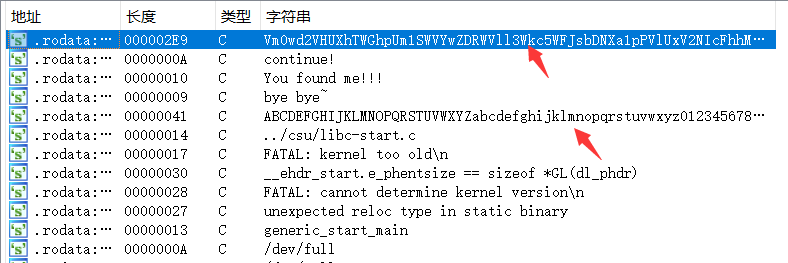 地址 长度 类型 字符串
.rodata:… 000002E9 C Vm0wd2VHUXhTWGhpUm1SWVYwZDRWVll3Wkc5WFJsbDNXa1pPVlUxV2NIcFhhM…
.rodata:… 0000000A C continue!
.rodata:… 00000010 C You found me!!!
.rodata:… 00000009 C bye bye~
.rodata:… 00000041 C ABCDEFGHIJKLMNOPQRSTUVWXYZabcdefghijklmnopqrstuvwxyz012345678…
.rodata:… 00000014 C ../csu/libc-start.c
.rodata:… 00000017 C FATAL: kernel too old\n
.rodata:… 00000030 C __ehdr_start.e_phentsize == sizeof *GL(dl_phdr)
.rodata:… 00000028 C FATAL: cannot determine kernel version\n
.rodata:… 00000027 C unexpected reloc type in static binary
.rodata:… 00000013 C generic_start_main
.rodata:… 0000000A C /dev/full